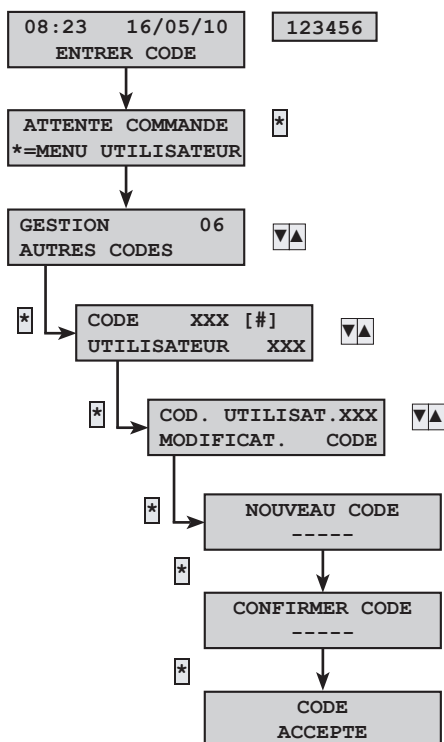 08:23 16/05/10
ENTRER CODE
123456
ATTENTE COMMANDE
*=MENU UTILISATEUR
*
GESTION 06
AUTRES CODES
▼▲
*
CODE XXX [#]
UTILISATEUR XXX
▼▲
*
COD. UTILISAT.XXX
MODIFICAT. CODE
▼▲
*
NOUVEAU CODE
-----
*
CONFIRMER CODE
-----
*
CODE
ACCEPTE